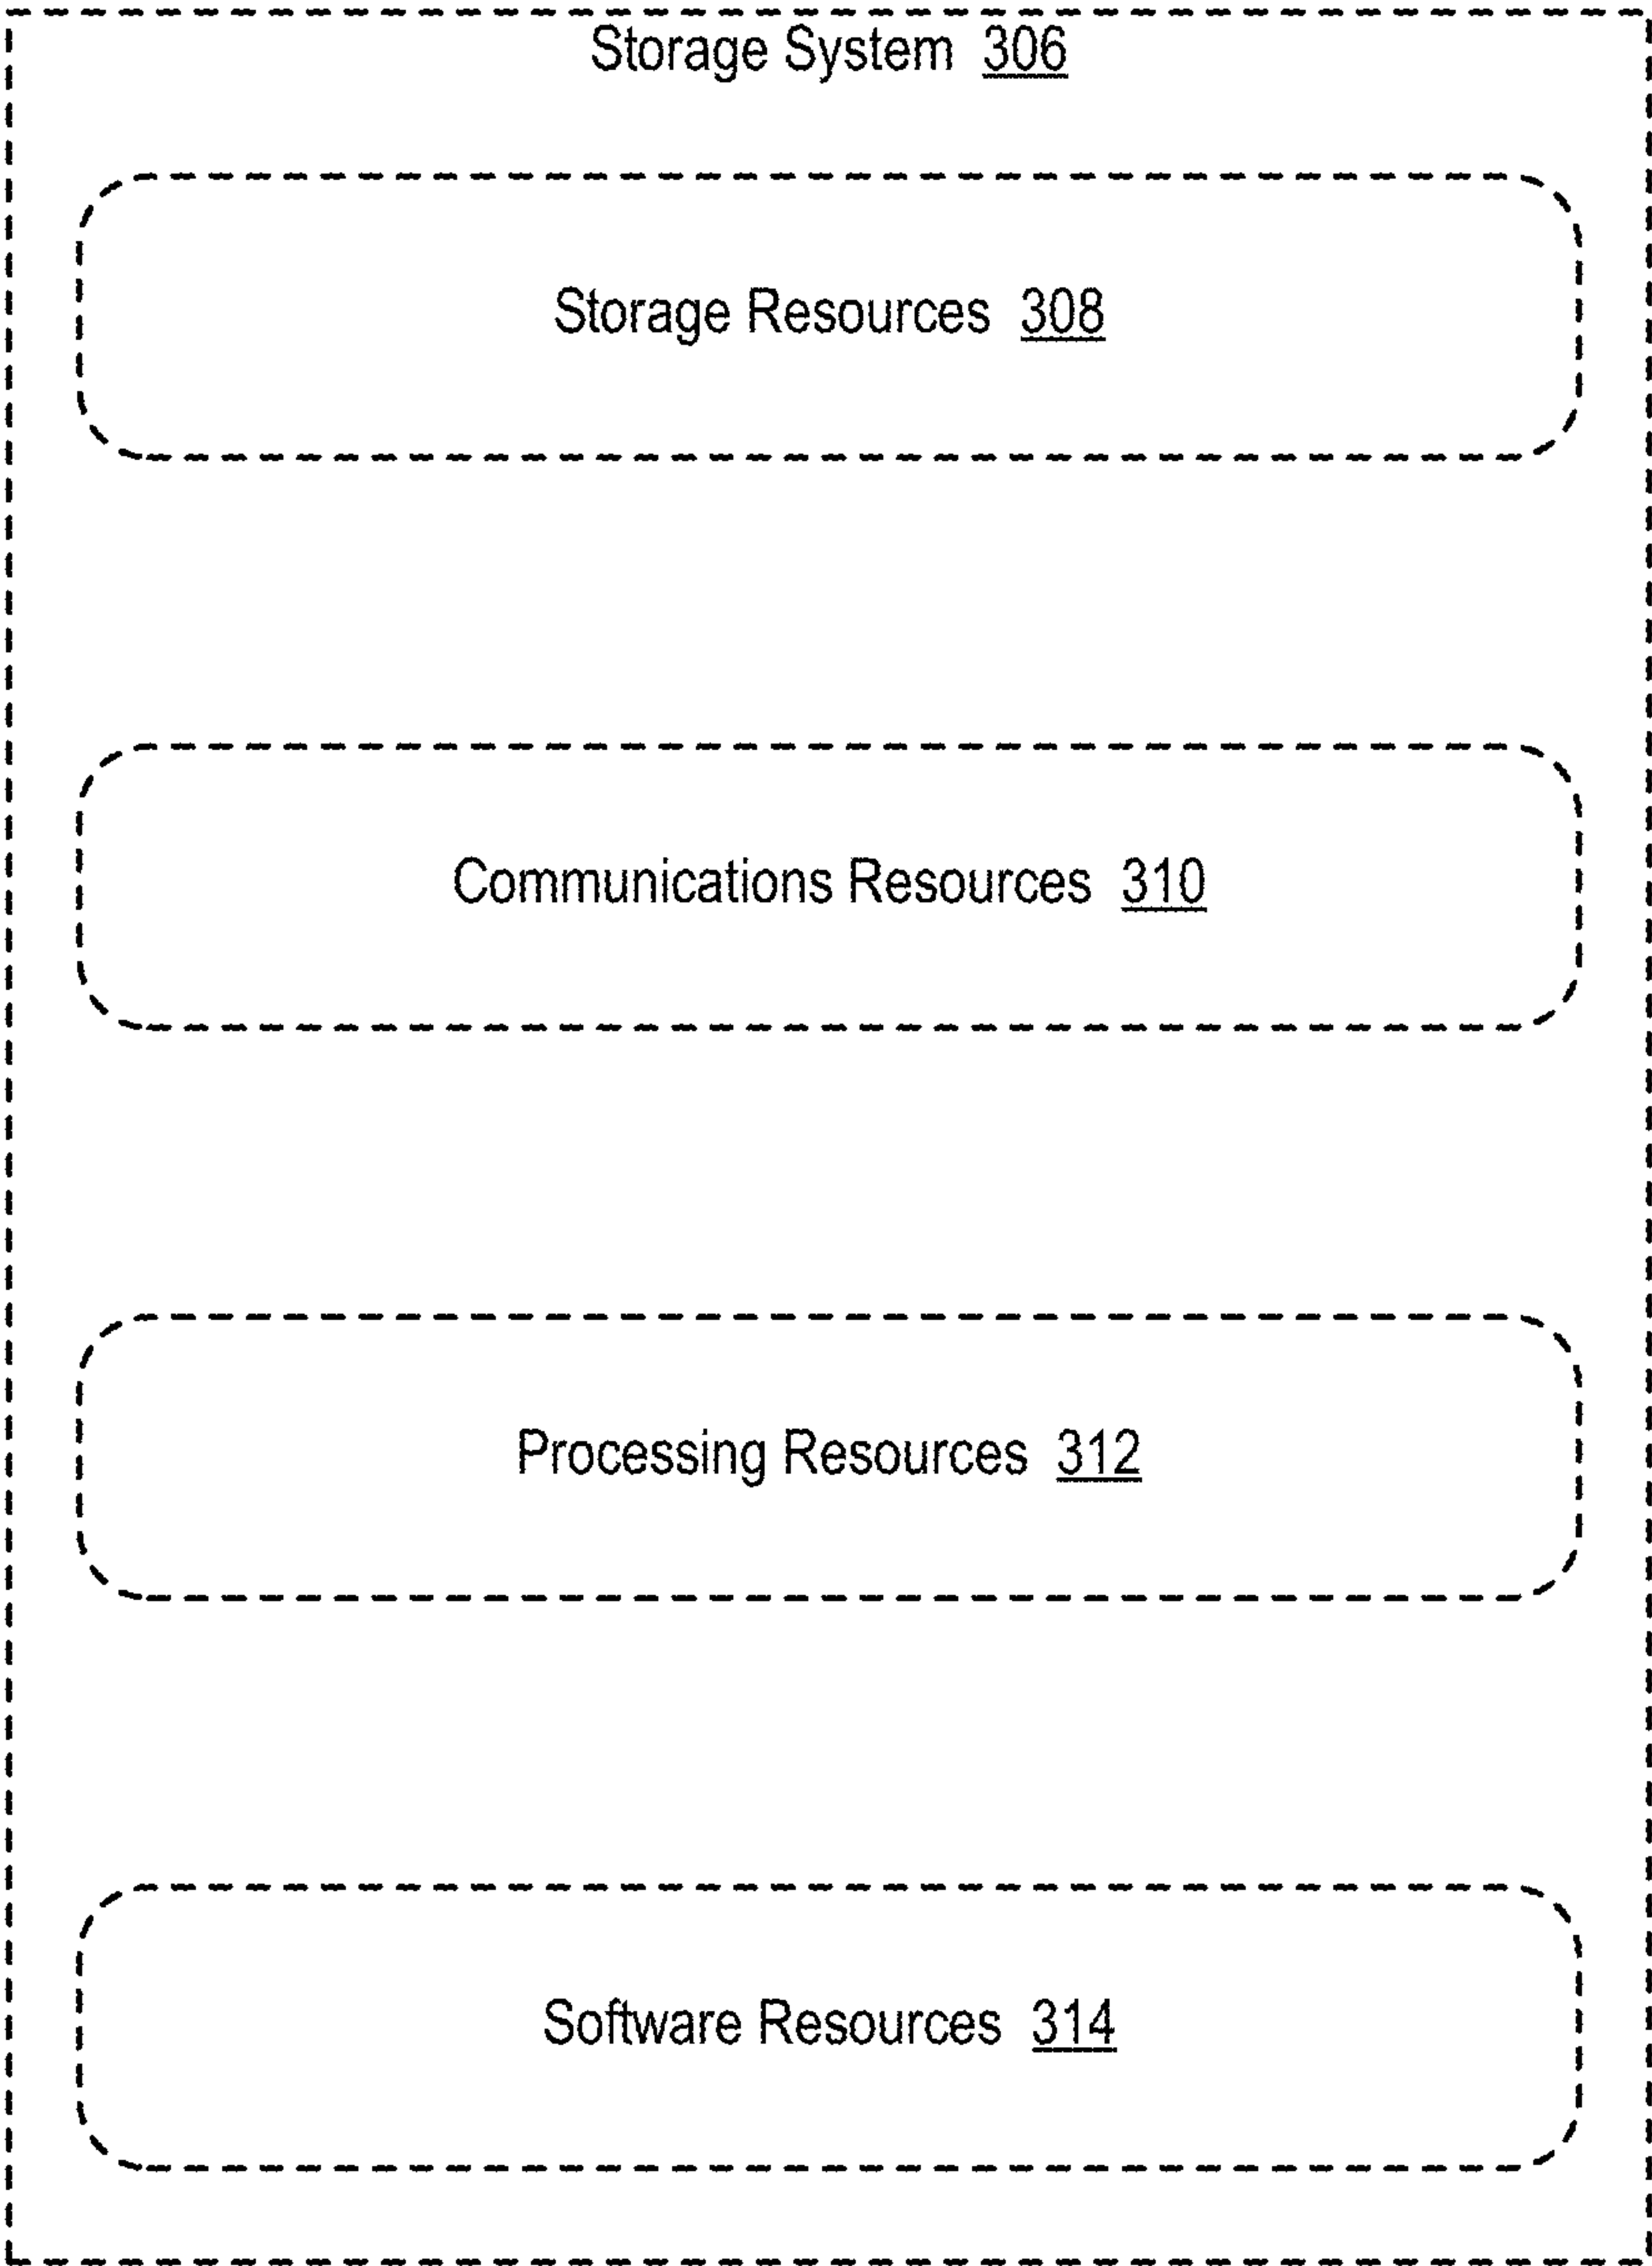 Storage System 306
Storage Resources 308
Communications Resources 310
Processing Resources 312
Software Resources 314